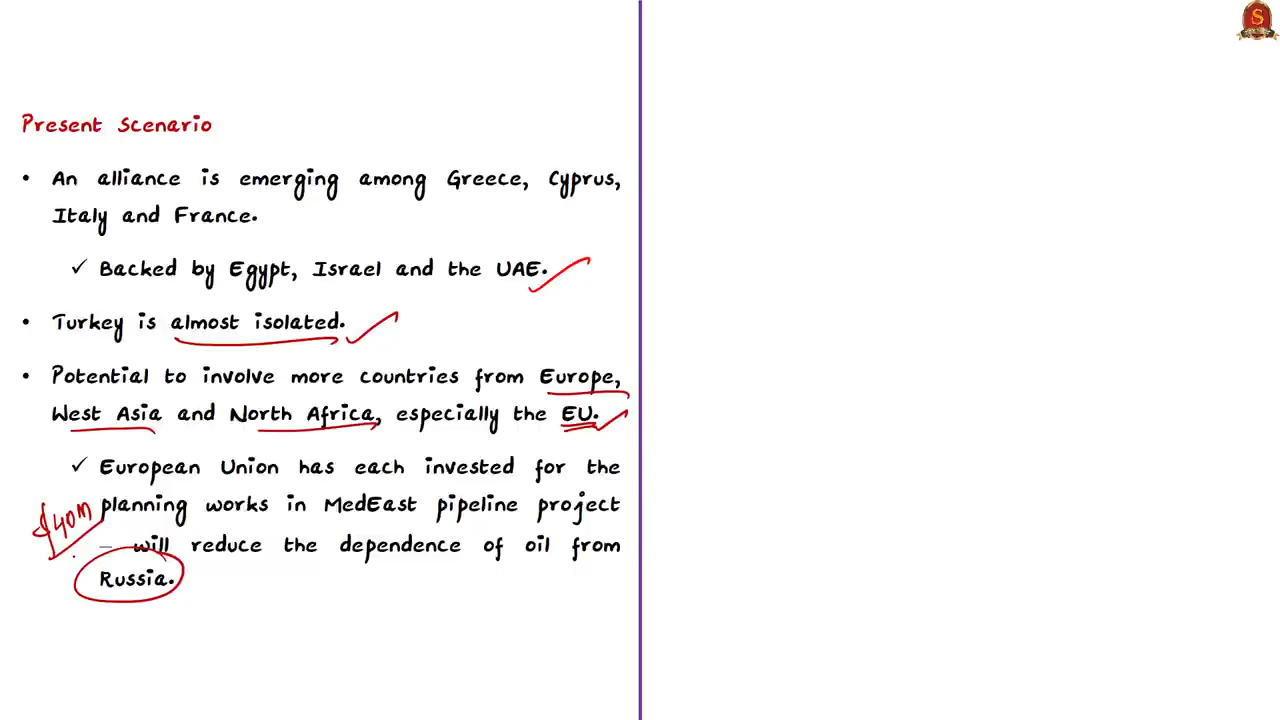 Present Scenario
• An alliance is emerging among Greece, Cyprus,
Italy and France.
✓ Backed by Egypt, Israel and the UAE.
• Turkey is almost isolated.
• Potential to involve more countries from Europe,
West Asia and North Africa, especially the EU.
✓ European Union has each invested for the
planning works in MedEast pipeline project
$40M
– will reduce the dependence of oil from
Russia.
S